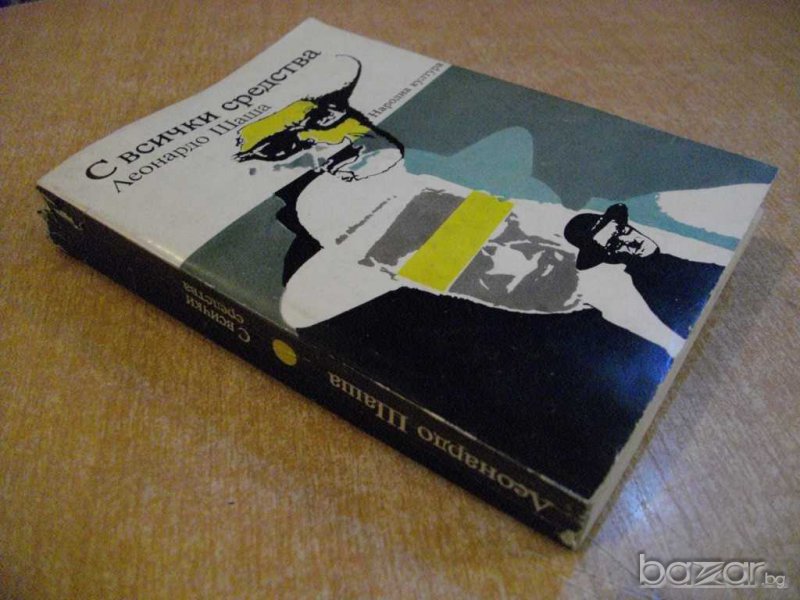 С всички средства
Леонардо Шаша
Народна култура
С всички
средства
Леонардо Шаша
bazar.bg